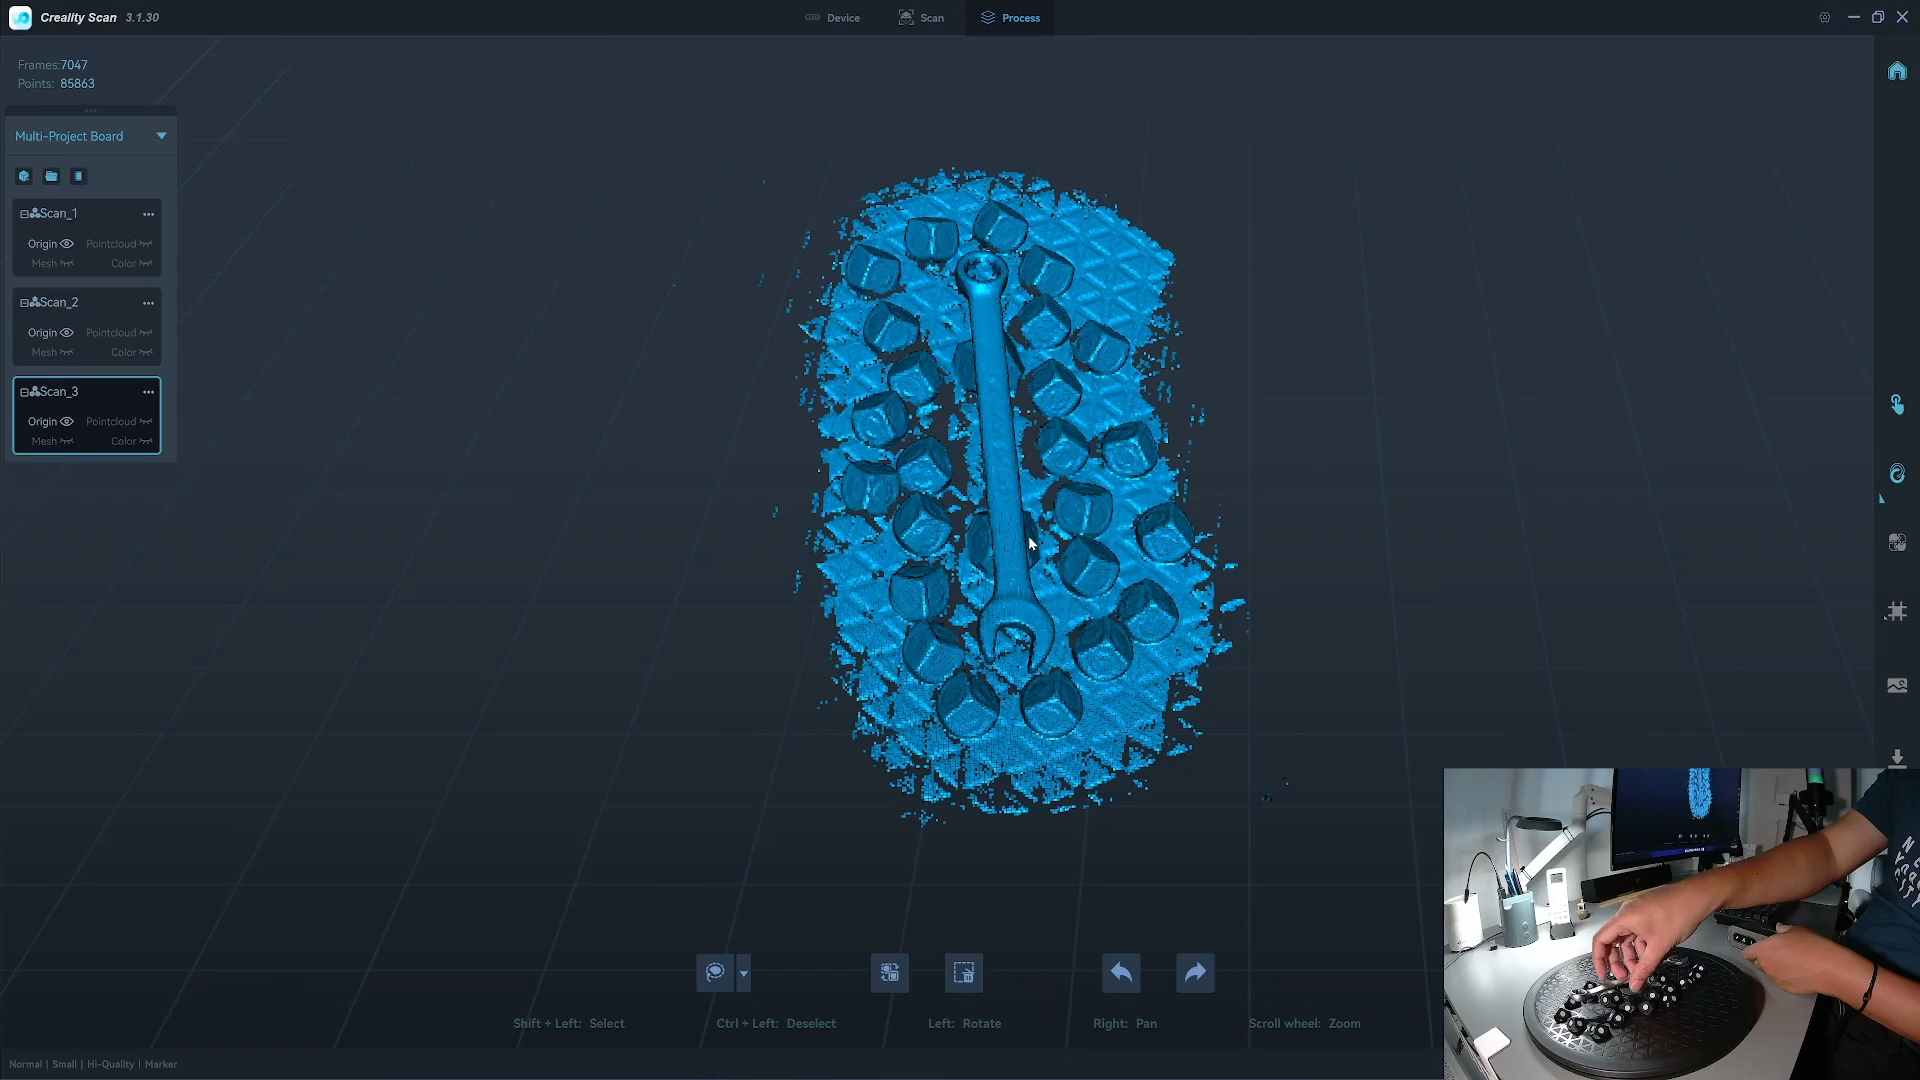 Creality Scan 3.1.30
Device
Scan
Process
Frames:7047
Points: 85863
Multi-Project Board
Scan_1
Origin Pointcloud
Mesh Color
Scan_2
Origin Pointcloud
Mesh Color
Scan_3
Origin Pointcloud
Mesh Color
Shift + Left: Select
Ctrl + Left: Deselect
Left: Rotate
Right: Pan
Scroll wheel: Zoom
Normal | Small | Hi-Quality | Marker